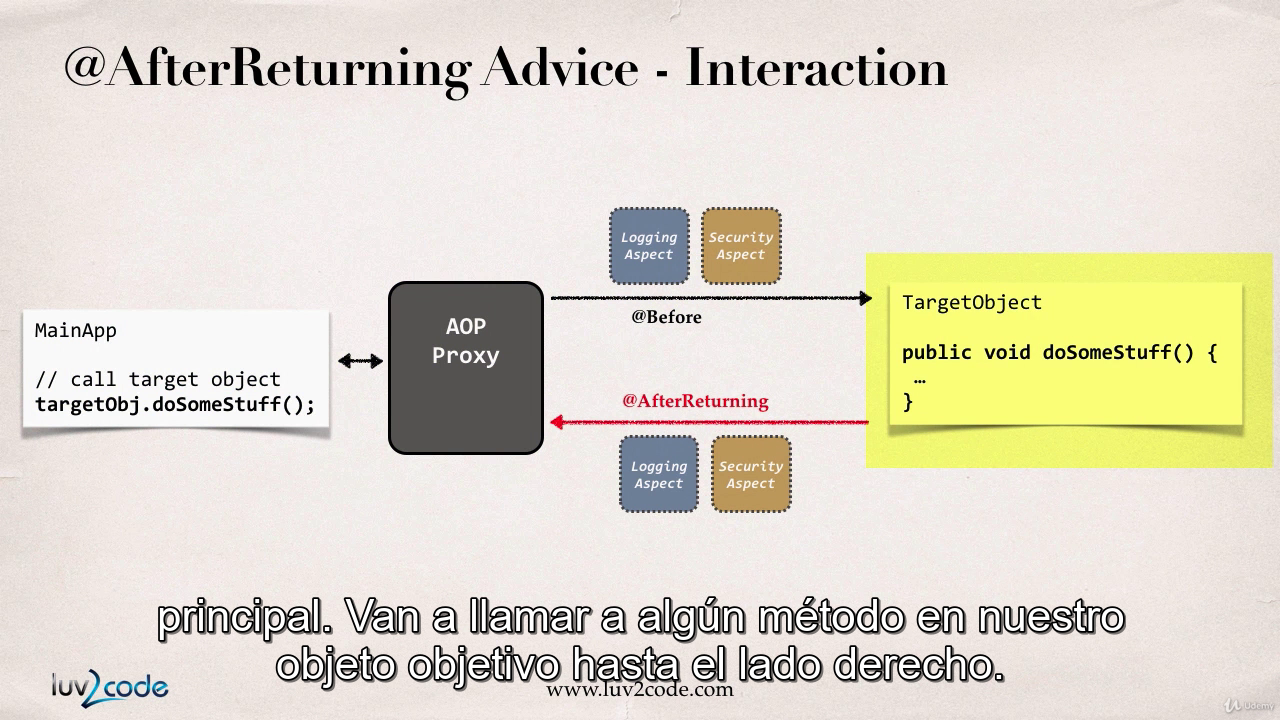 @AfterReturning Advice - Interaction
Logging
Aspect
Security
Aspect
MainApp
// call target object
targetObj.doSomeStuff();
AOP
Proxy
@Before
TargetObject
public void doSomeStuff() {
…
}
@AfterReturning
Logging
Aspect
Security
Aspect
principal. Van a llamar a algún método en nuestro
objeto objetivo hasta el lado derecho.
luv2code
www.luv2code.com
Udemy